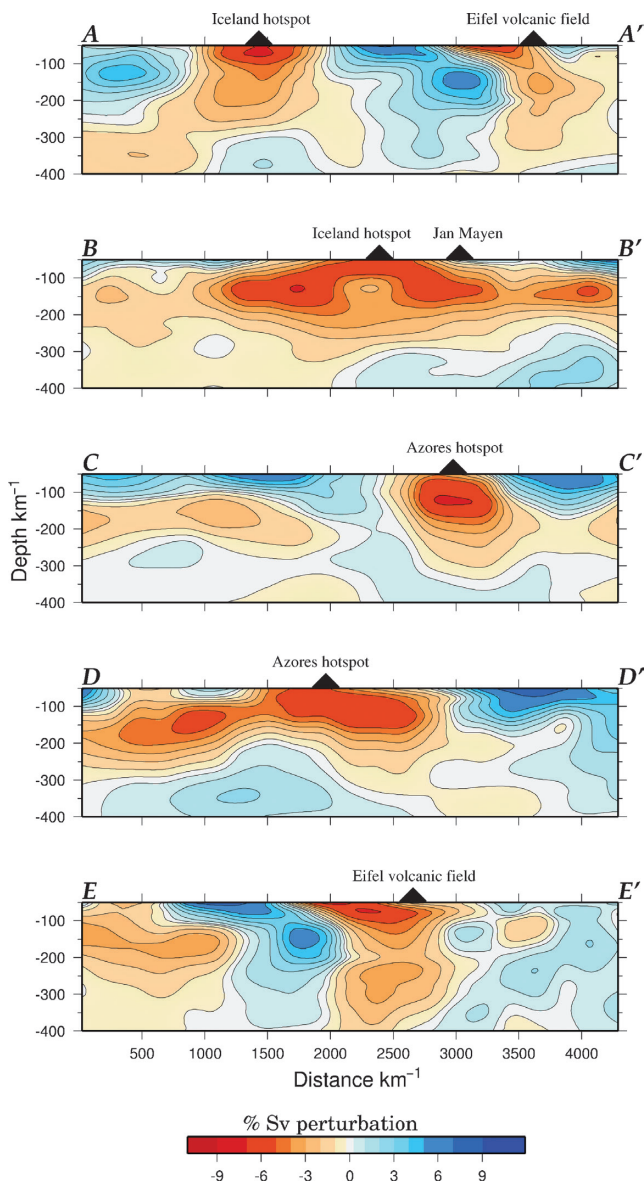 Iceland hotspot Eifel volcanic field
A A′
-100
-200
-300
-400
Iceland hotspot Jan Mayen
B B′
-100
-200
-300
-400
Azores hotspot
C C′
-100
-200
-300
-400
Depth km⁻¹
Azores hotspot
D D′
-100
-200
-300
-400
Eifel volcanic field
E E′
-100
-200
-300
-400
500 1000 1500 2000 2500 3000 3500 4000
Distance km⁻¹
% Sv perturbation
-9 -6 -3 0 3 6 9